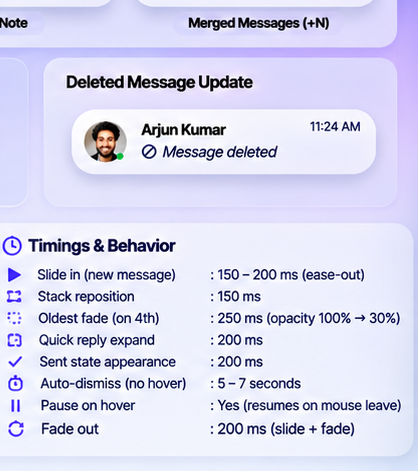 Note
Merged Messages (+N)
Deleted Message Update
Arjun Kumar
11:24 AM
Message deleted
Timings & Behavior
Slide in (new message) : 150 – 200 ms (ease-out)
Stack reposition : 150 ms
Oldest fade (on 4th) : 250 ms (opacity 100% → 30%)
Quick reply expand : 200 ms
Sent state appearance : 200 ms
Auto-dismiss (no hover) : 5 – 7 seconds
Pause on hover : Yes (resumes on mouse leave)
Fade out : 200 ms (slide + fade)